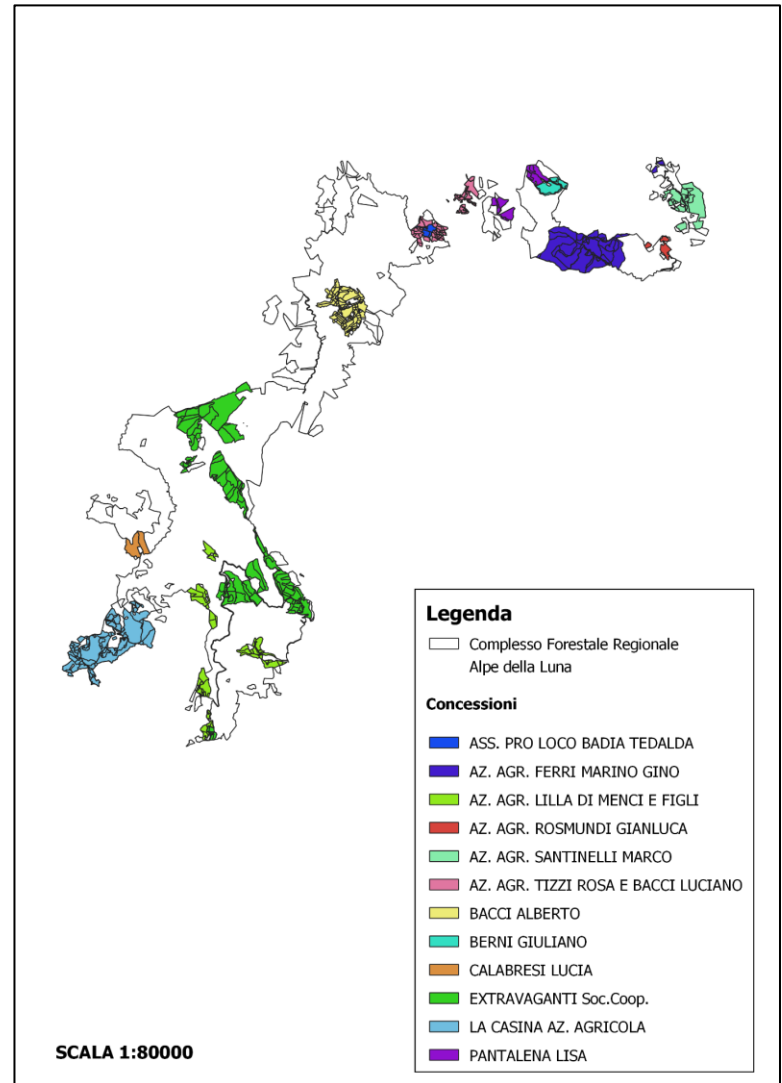 Legenda
Complesso Forestale Regionale
Alpe della Luna
Concessioni
ASS. PRO LOCO BADIA TEDALDA
AZ. AGR. FERRI MARINO GINO
AZ. AGR. LILLA DI MENCI E FIGLI
AZ. AGR. ROSMUNDI GIANLUCA
AZ. AGR. SANTINELLI MARCO
AZ. AGR. TIZZI ROSA E BACCI LUCIANO
BACCI ALBERTO
BERNI GIULIANO
CALABRESI LUCIA
EXTRAVAGANTI Soc.Coop.
LA CASINA AZ. AGRICOLA
PANTALENA LISA
SCALA 1:80000